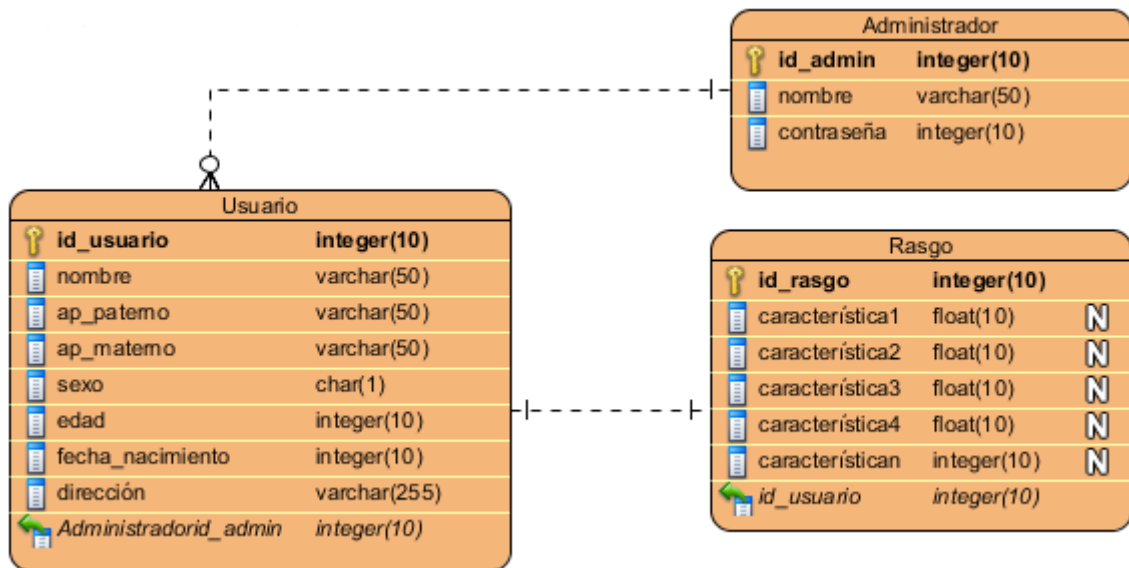 Administrador
id_admin integer(10)
nombre varchar(50)
contraseña integer(10)
Usuario
id_usuario integer(10)
nombre varchar(50)
ap_paterno varchar(50)
ap_materno varchar(50)
sexo char(1)
edad integer(10)
fecha_nacimiento integer(10)
dirección varchar(255)
Administradorid_admin integer(10)
Rasgo
id_rasgo integer(10)
característica1 float(10) N
característica2 float(10) N
característica3 float(10) N
característica4 float(10) N
característican integer(10) N
id_usuario integer(10)